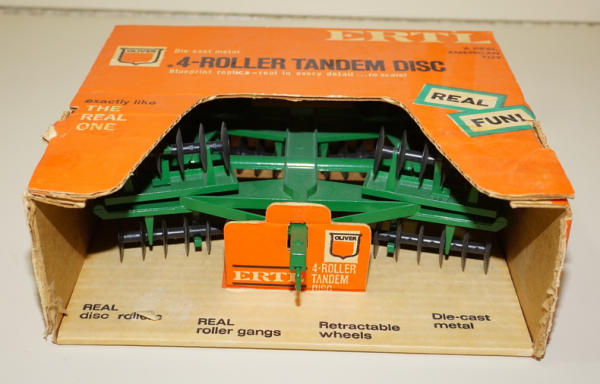 ERTL
A REAL
AMERICAN
TOY
OLIVER
Die-cast metal
4-ROLLER TANDEM DISC
Blueprint replica—real in every detail...to scale!
exactly like
THE
REAL
ONE
REAL
FUN!
OLIVER
ERTL
4-ROLLER
TANDEM
DISC
REAL
disc rollers
REAL
roller gangs
Retractable
wheels
Die-cast
metal